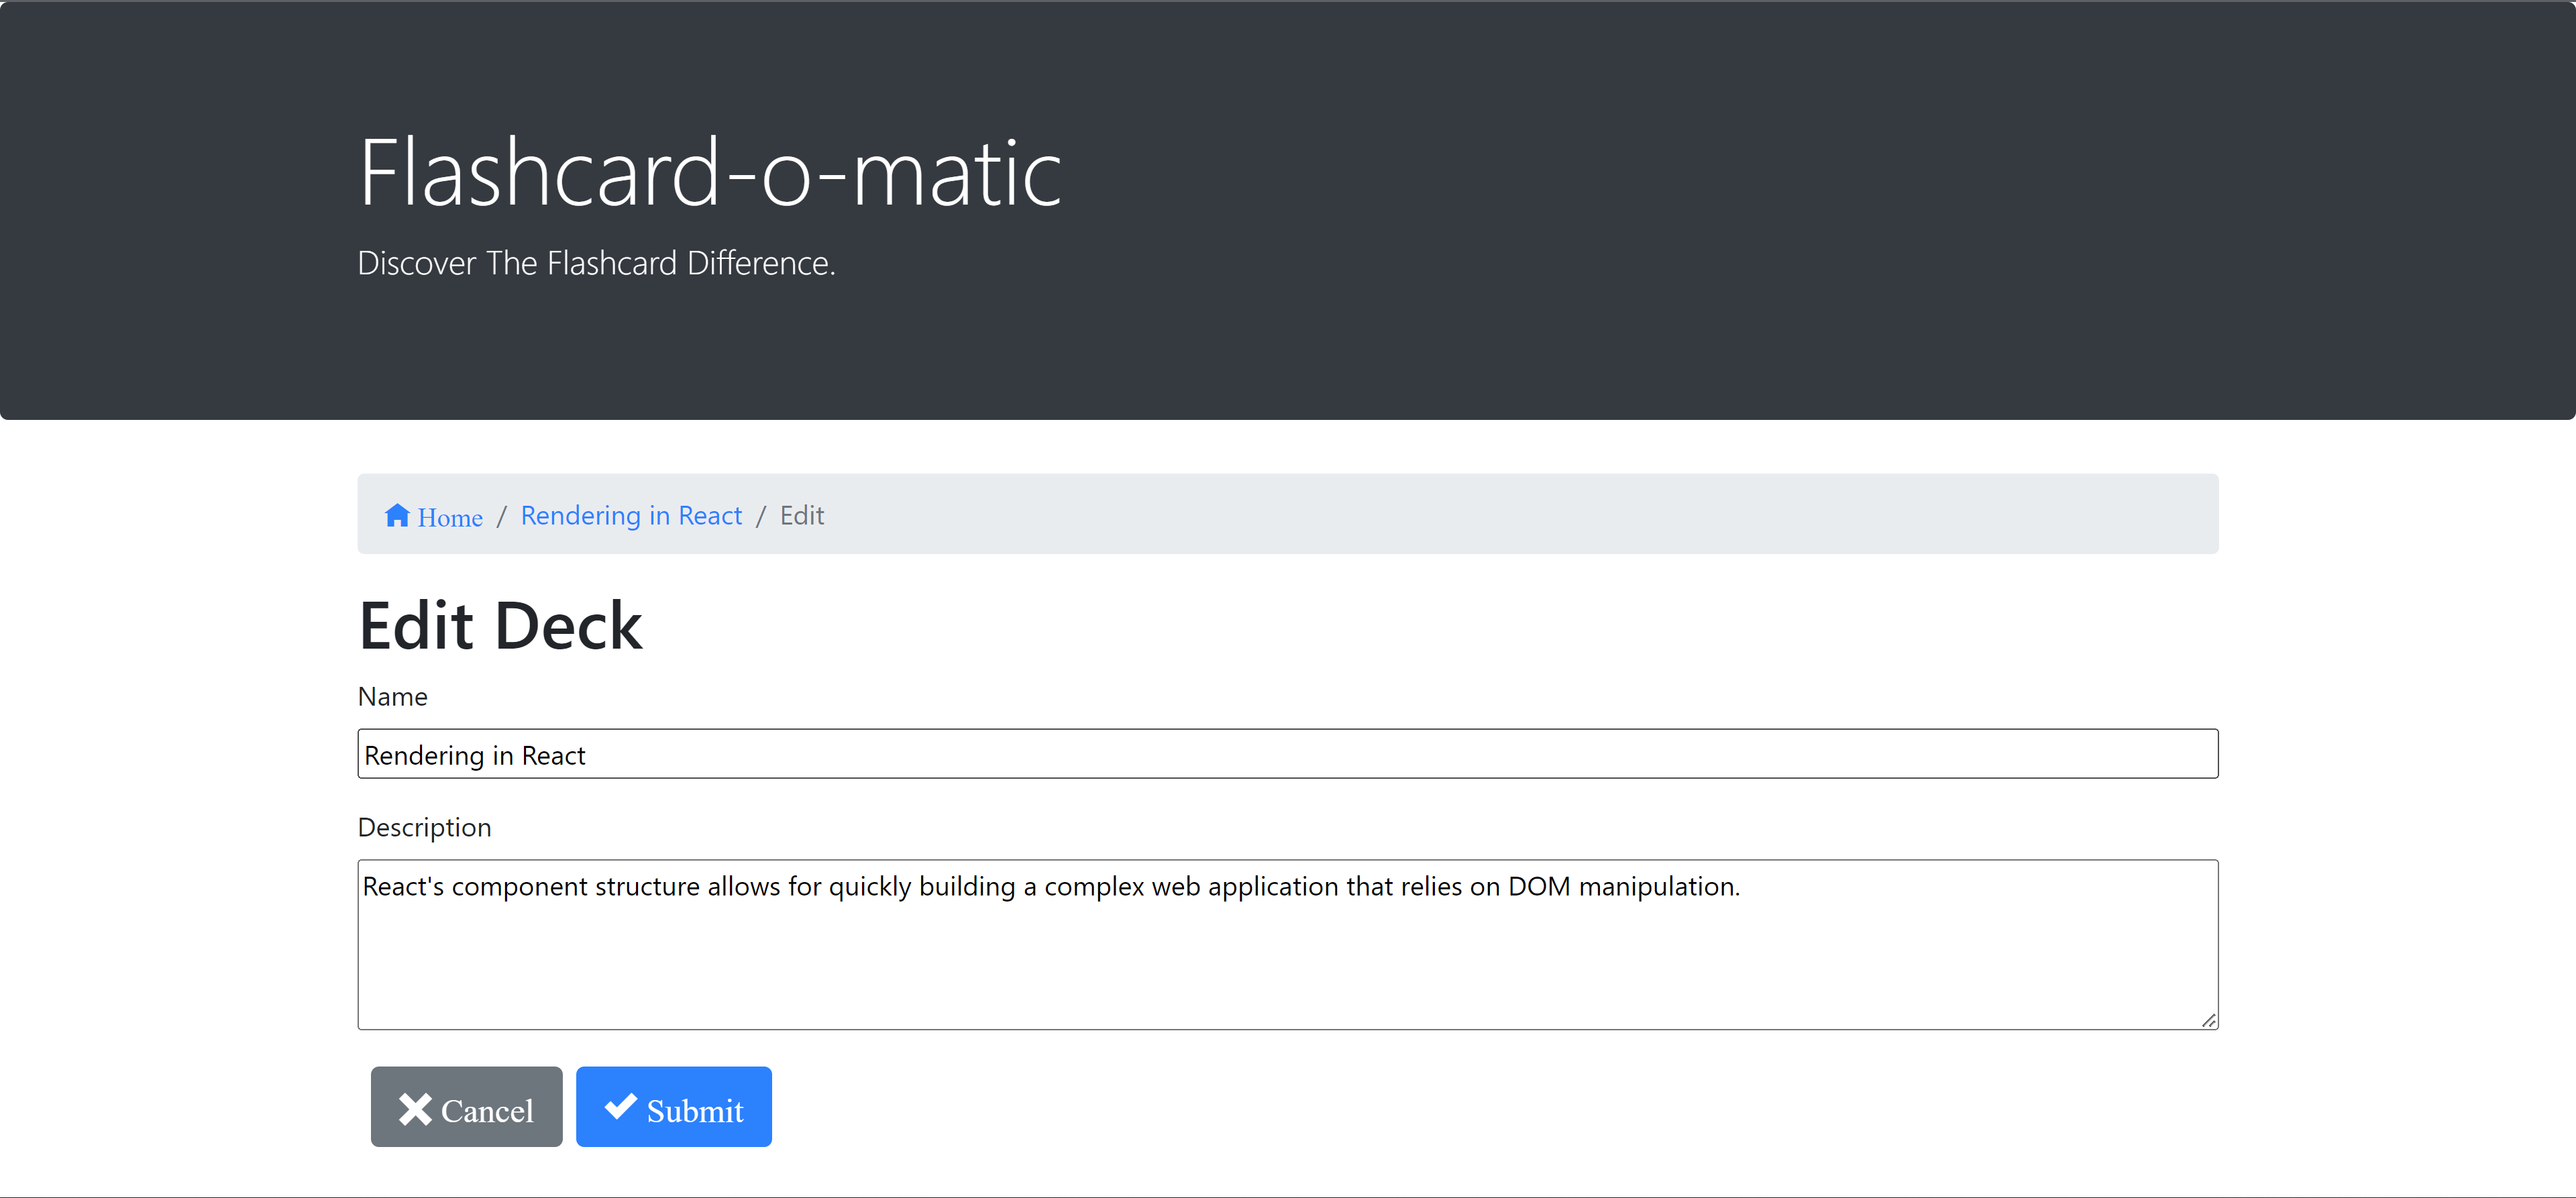 Flashcard-o-matic
Discover The Flashcard Difference.
Home / Rendering in React / Edit
Edit Deck
Name
Rendering in React
Description
React's component structure allows for quickly building a complex web application that relies on DOM manipulation.
Cancel Submit